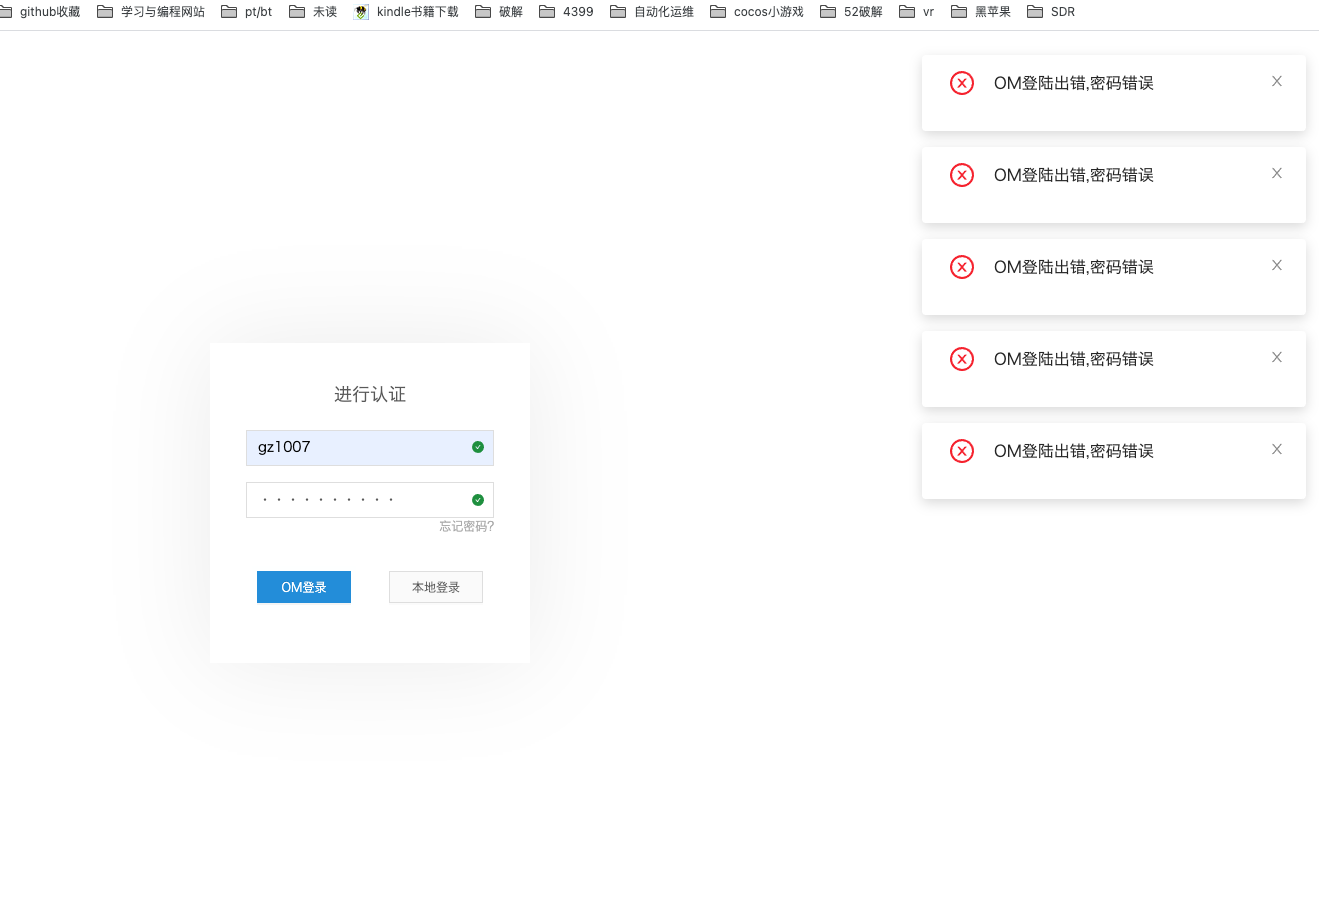 github收藏 学习与编程网站 pt/bt 未读 kindle书籍下载 破解 4399 自动化运维 cocos小游戏 52破解 vr 黑苹果 SDR
OM登陆出错,密码错误
OM登陆出错,密码错误
OM登陆出错,密码错误
OM登陆出错,密码错误
OM登陆出错,密码错误
进行认证
gz1007
··········
忘记密码?
OM登录 本地登录